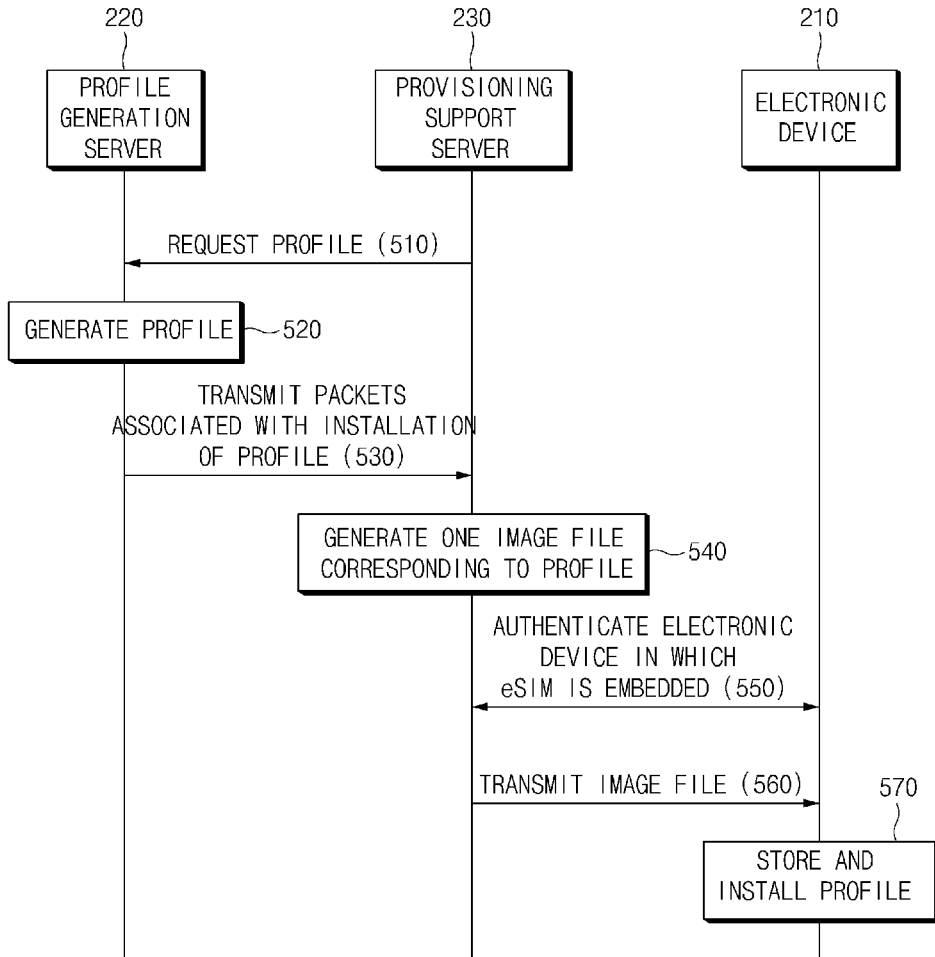 220
230
210
PROFILE
GENERATION
SERVER
PROVISIONING
SUPPORT
SERVER
ELECTRONIC
DEVICE
REQUEST PROFILE (510)
GENERATE PROFILE
520
TRANSMIT PACKETS
ASSOCIATED WITH INSTALLATION
OF PROFILE (530)
GENERATE ONE IMAGE FILE
CORRESPONDING TO PROFILE
540
AUTHENTICATE ELECTRONIC
DEVICE IN WHICH
eSIM IS EMBEDDED (550)
TRANSMIT IMAGE FILE (560)
570
STORE AND
INSTALL PROFILE